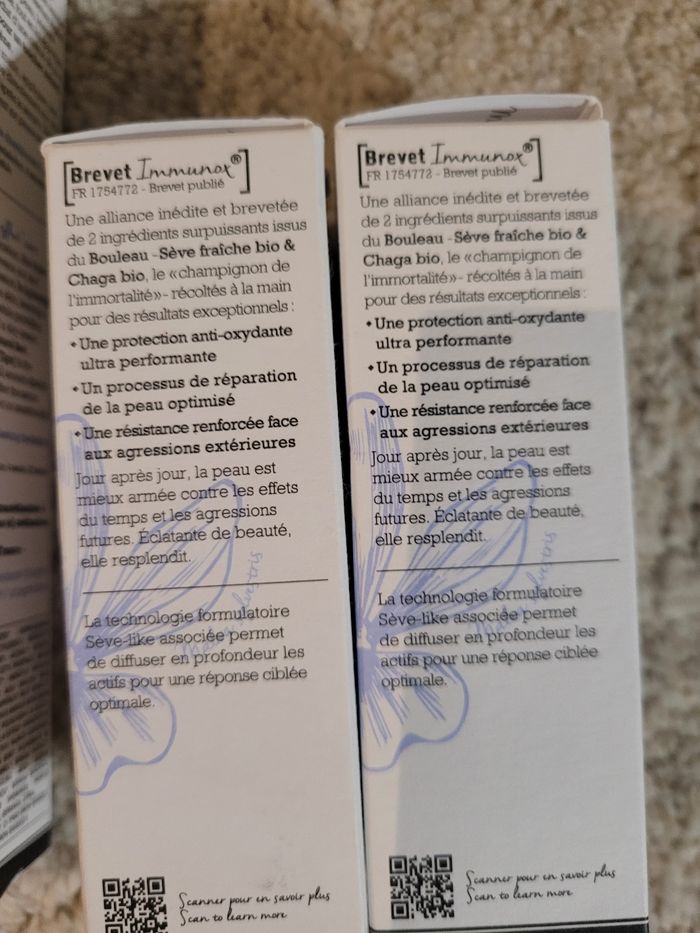 [Brevet Immunox®]
FR 1754772 - Brevet publié
Une alliance inédite et brevetée
de 2 ingrédients surpuissants issus
du Bouleau - Sève fraîche bio &
Chaga bio, le «champignon de
l'immortalité» - récoltés à la main
pour des résultats exceptionnels :
• Une protection anti-oxydante
ultra performante
• Un processus de réparation
de la peau optimisé
• Une résistance renforcée face
aux agressions extérieures
Jour après jour, la peau est
mieux armée contre les effets
du temps et les agressions
futures. Éclatante de beauté,
elle resplendit.
La technologie formulatoire
Sève-like associée permet
de diffuser en profondeur les
actifs pour une réponse ciblée
optimale.
Scanner pour en savoir plus
Scan to learn more
[Brevet Immunox®]
FR 1754772 - Brevet publié
Une alliance inédite et brevetée
de 2 ingrédients surpuissants issus
du Bouleau - Sève fraîche bio &
Chaga bio, le «champignon de
l'immortalité» - récoltés à la main
pour des résultats exceptionnels :
• Une protection anti-oxydante
ultra performante
• Un processus de réparation
de la peau optimisé
• Une résistance renforcée face
aux agressions extérieures
Jour après jour, la peau est
mieux armée contre les effets
du temps et les agressions
futures. Éclatante de beauté,
elle resplendit.
La technologie formulatoire
Sève-like associée permet
de diffuser en profondeur les
actifs pour une réponse ciblée
optimale.
Scanner pour en savoir plus
Scan to learn more